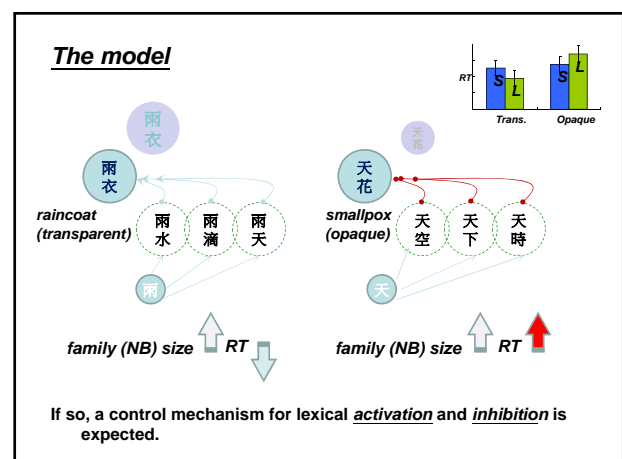 The model
RT
S
L
S
L
Trans.
Opaque
雨
衣
天
花
雨
衣
天
花
raincoat
(transparent)
smallpox
(opaque)
雨
水
雨
滴
雨
天
天
空
天
下
天
時
雨
天
family (NB) size
RT
family (NB) size
RT
If so, a control mechanism for lexical activation and inhibition is
expected.